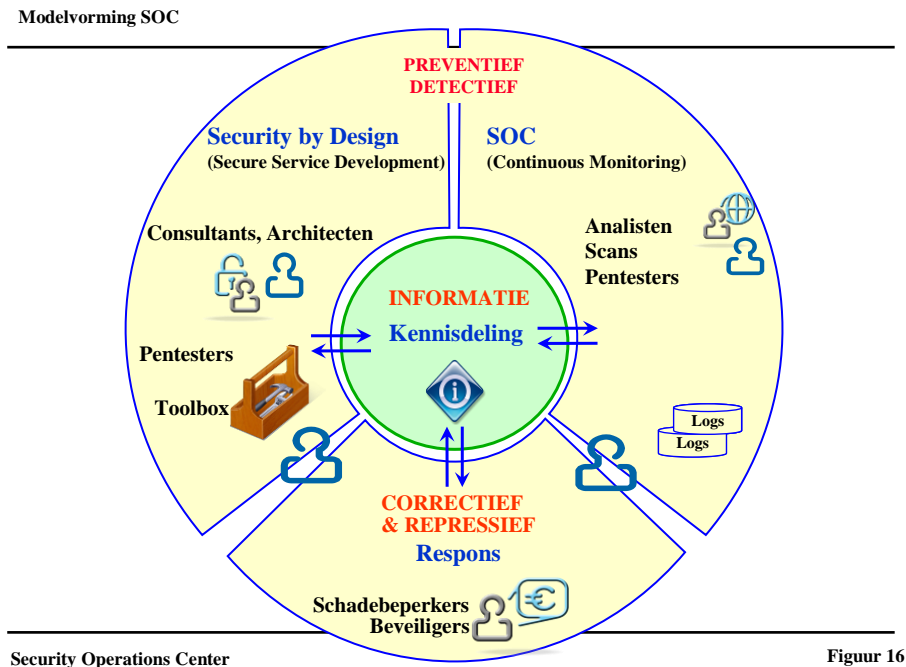 Modelvorming SOC
PREVENTIEF
DETECTIEF
Security by Design
(Secure Service Development)
SOC
(Continuous Monitoring)
Consultants, Architecten
Analisten
Scans
Pentesters
INFORMATIE
Kennisdeling
Pentesters
Toolbox
Logs
Logs
CORRECTIEF
& REPRESSIEF
Respons
Schadebeperkers
Beveiligers
Security Operations Center
Figuur 16